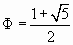 Φ = (1+√5)/2